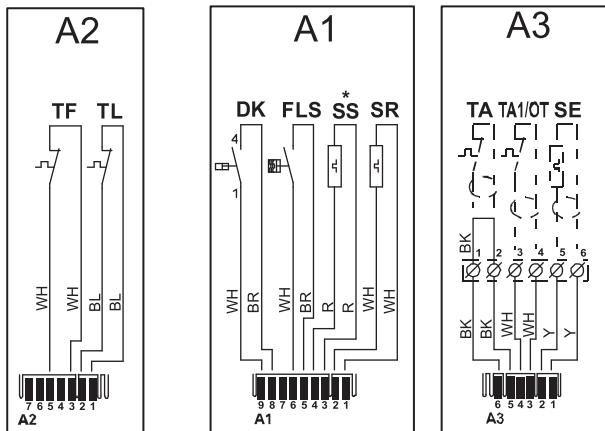 A2
TF TL
WH
WH
BL
BL
7 6 5 4 3 2 1
A2
A1
*
DK FLS SS SR
4
1
WH
BR
WH
BR
R
R
WH
WH
9 8 7 6 5 4 3 2 1
A1
A3
TA TA1/OT SE
BK
1 2 3 4 5 6
BK
BK
WH
WH
Y
Y
6 5 4 3 2 1
A3